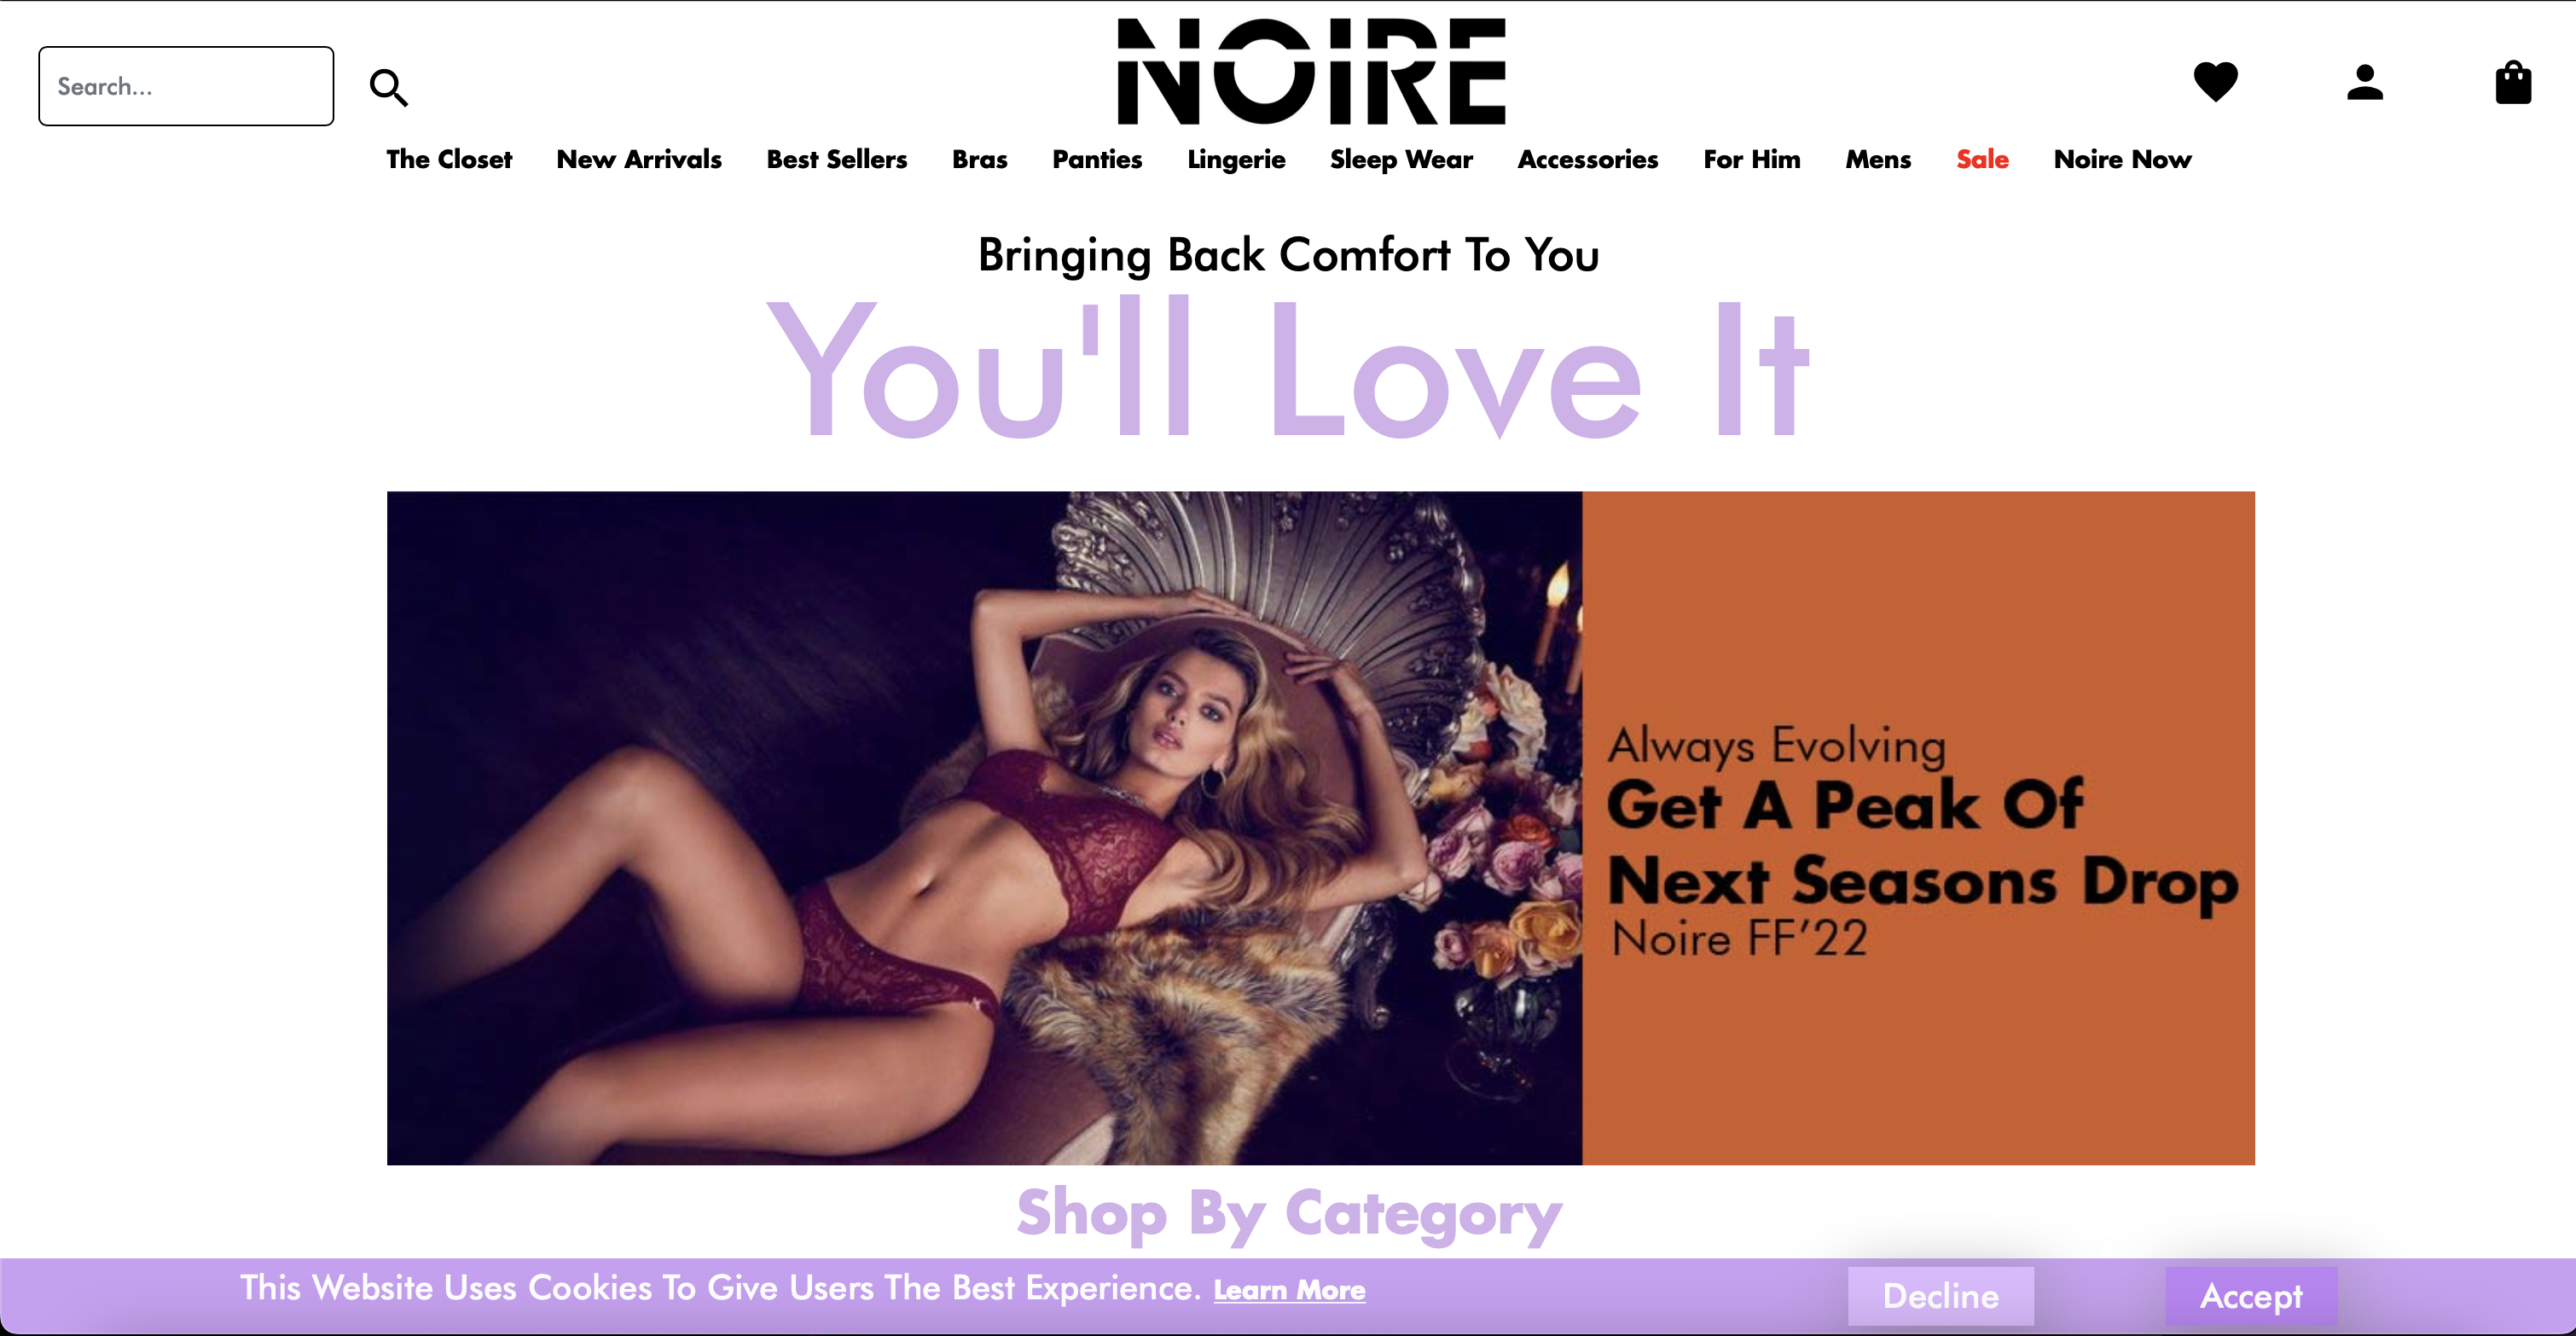 Search...
NOIRE
The Closet New Arrivals Best Sellers Bras Panties Lingerie Sleep Wear Accessories For Him Mens Sale Noire Now
Bringing Back Comfort To You
You'll Love It
Always Evolving
Get A Peak Of
Next Seasons Drop
Noire FF’22
Shop By Category
This Website Uses Cookies To Give Users The Best Experience. Learn More
Decline Accept